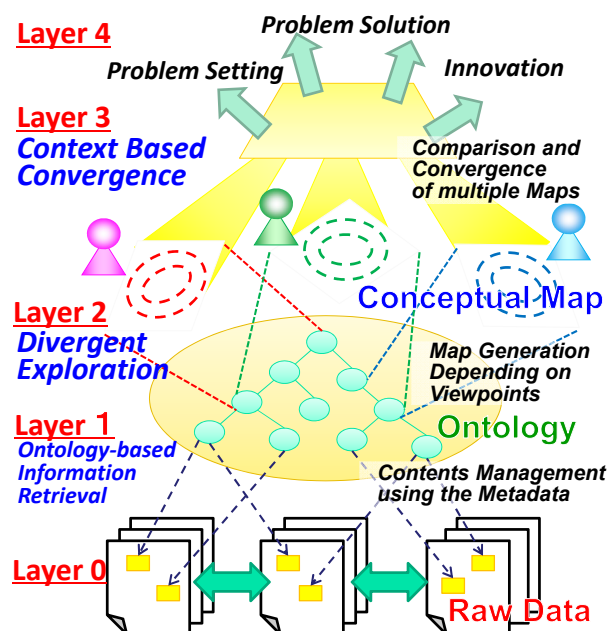 Layer 4
Problem Solution
Problem Setting
Innovation
Layer 3
Context Based
Convergence
Comparison and
Convergence
of multiple Maps
Conceptual Map
Layer 2
Divergent
Exploration
Map Generation
Depending on
Viewpoints
Layer 1
Ontology
Ontology-based
Information
Retrieval
Contents Management
using the Metadata
Layer 0
Raw Data